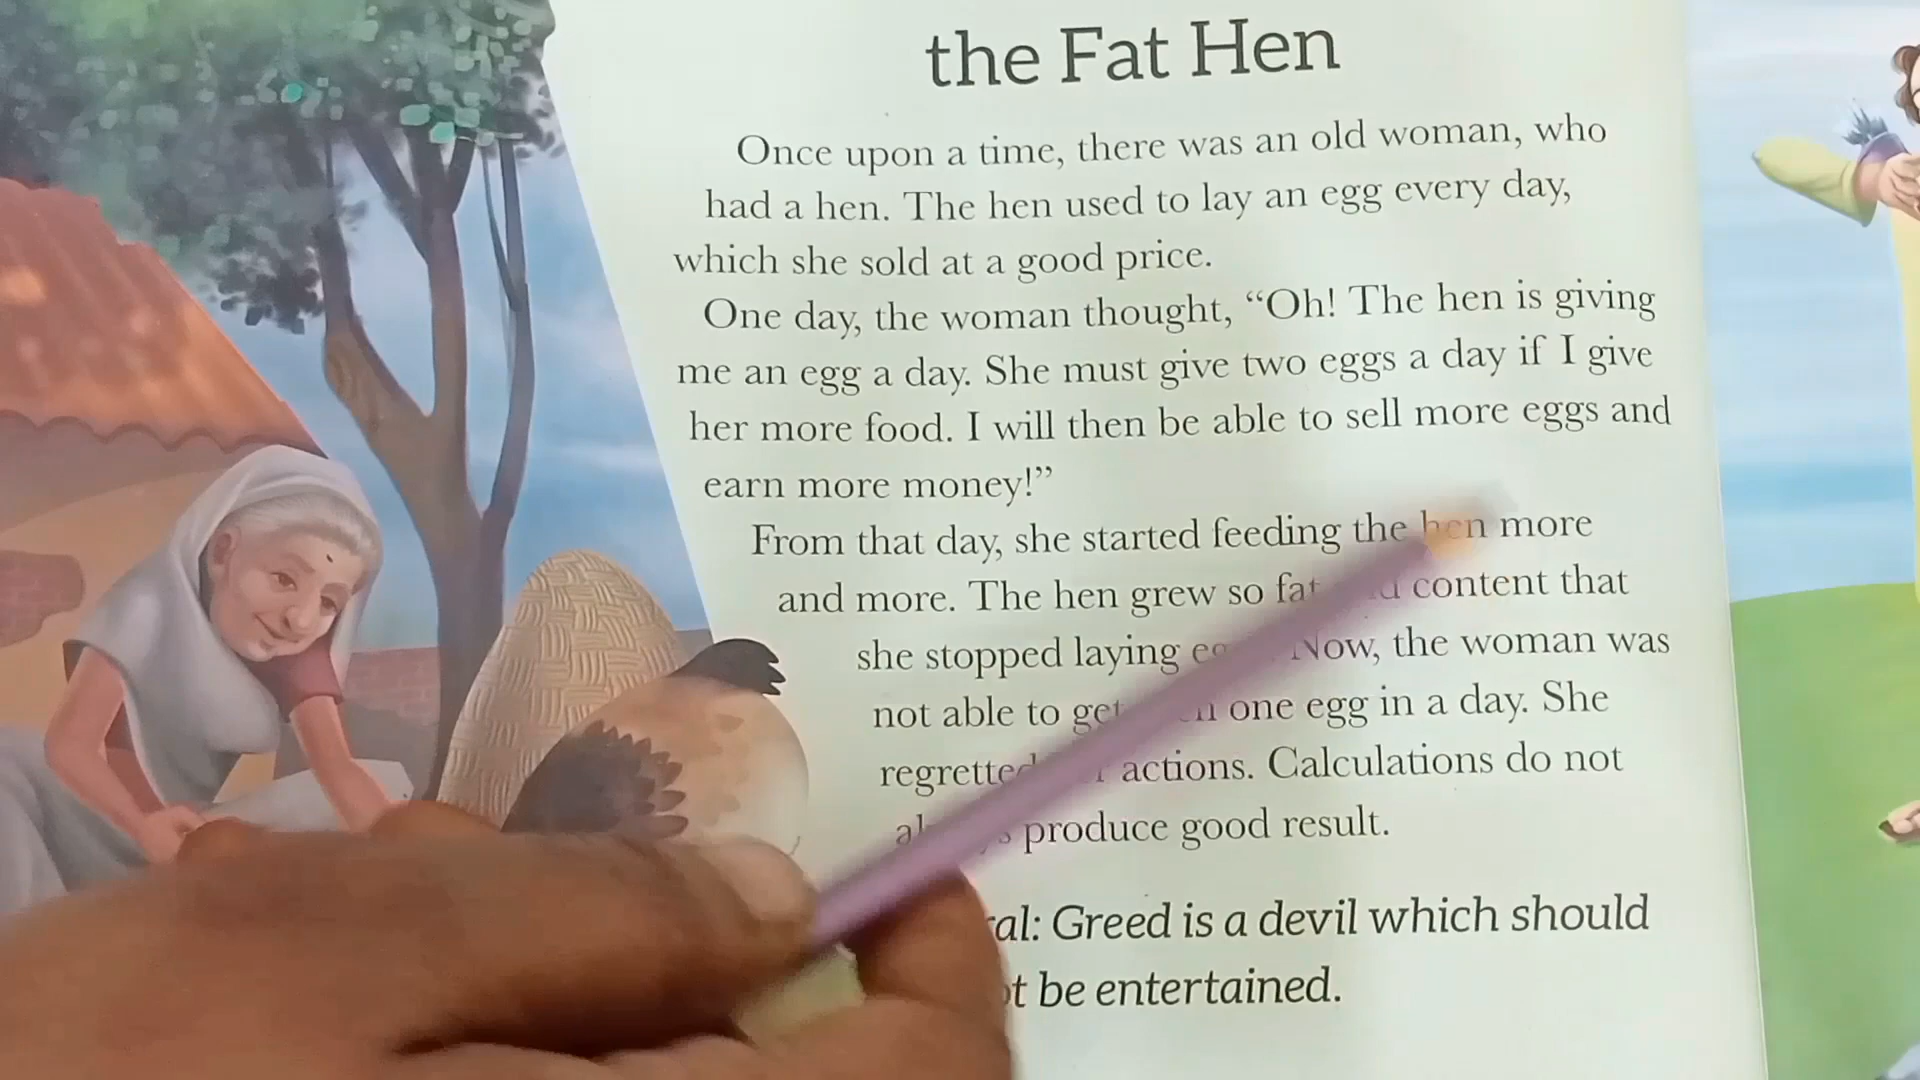 the Fat Hen
Once upon a time, there was an old woman, who
had a hen. The hen used to lay an egg every day,
which she sold at a good price.
One day, the woman thought, “Oh! The hen is giving
me an egg a day. She must give two eggs a day if I give
her more food. I will then be able to sell more eggs and
earn more money!”
From that day, she started feeding the hen more
and more. The hen grew so fat content that
she stopped laying Now, the woman was
not able to get one egg in a day. She
regretted actions. Calculations do not
produce good result.
Greed is a devil which should
be entertained.